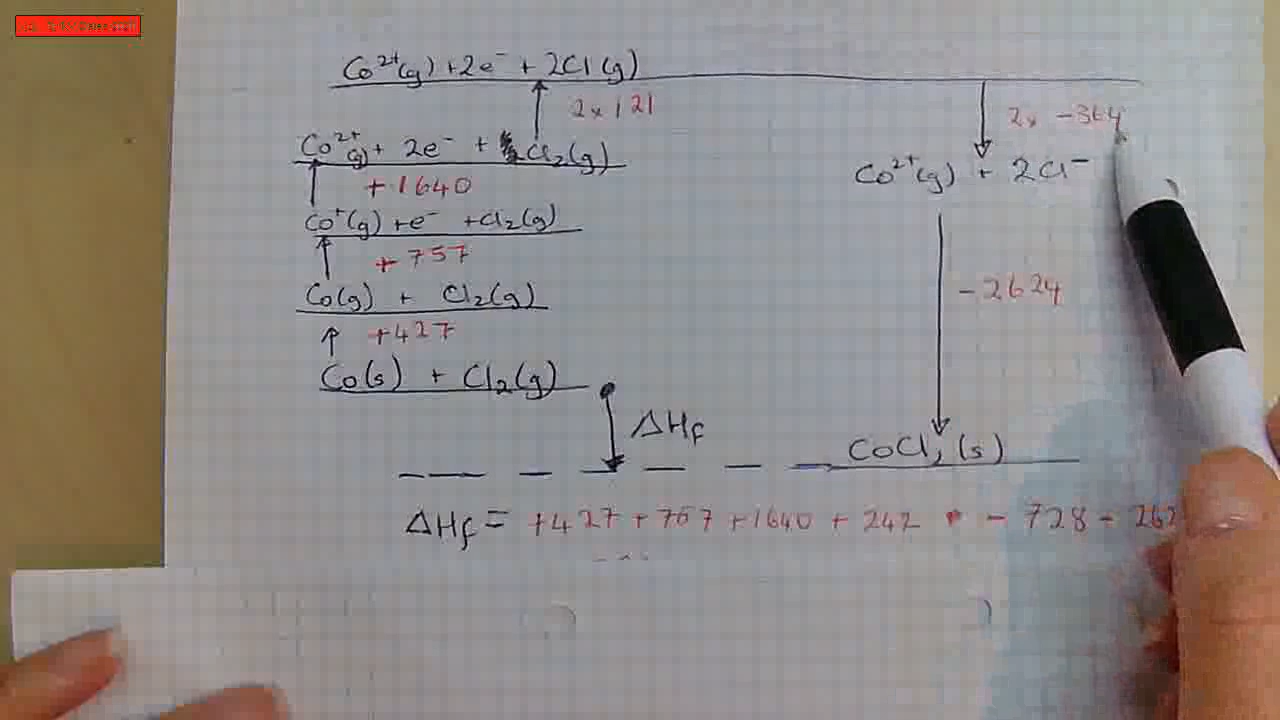 Co²⁺(g) + 2e⁻ + 2Cl(g)
2 x 121
2x -364
Co²⁺(g) + 2e⁻ + Cl₂(g)
Co²⁺(g) + 2Cl⁻
+1640
Co⁺(g) + e⁻ + Cl₂(g)
+757
-2624
Co(g) + Cl₂(g)
+427
Co(s) + Cl₂(g)
ΔHf
CoCl₂(s)
ΔHf = +427 + 757 + 1640 + 242 - 728 - 262